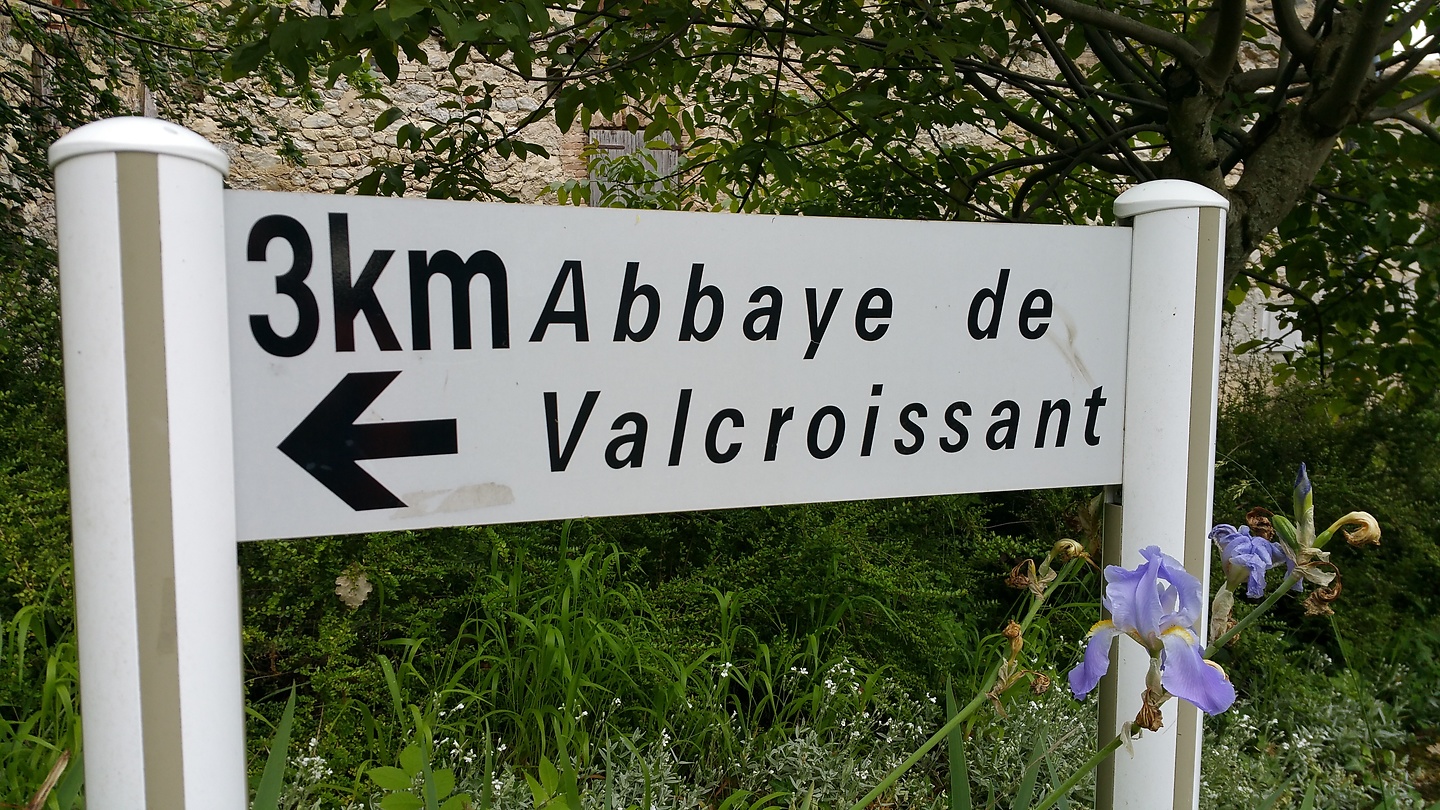 3km Abbaye de
Valcroissant